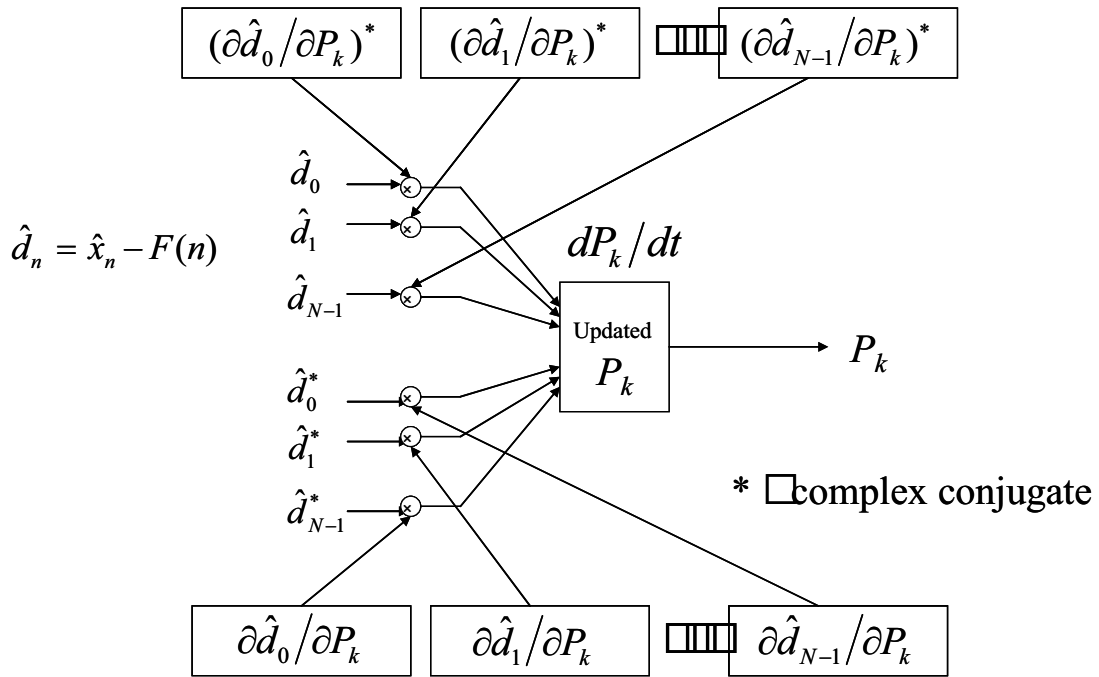 (∂d̂₀/∂Pₖ)* (∂d̂₁/∂Pₖ)* □□□□ (∂d̂_{N−1}/∂Pₖ)*
d̂₀ ×
d̂₁ ×
d̂ₙ = x̂ₙ − F(n)
dPₖ/dt
d̂_{N−1} ×
Updated
Pₖ
Pₖ
d̂₀* ×
d̂₁* ×
* □complex conjugate
d̂*_{N−1} ×
∂d̂₀/∂Pₖ ∂d̂₁/∂Pₖ □□□□ ∂d̂_{N−1}/∂Pₖ